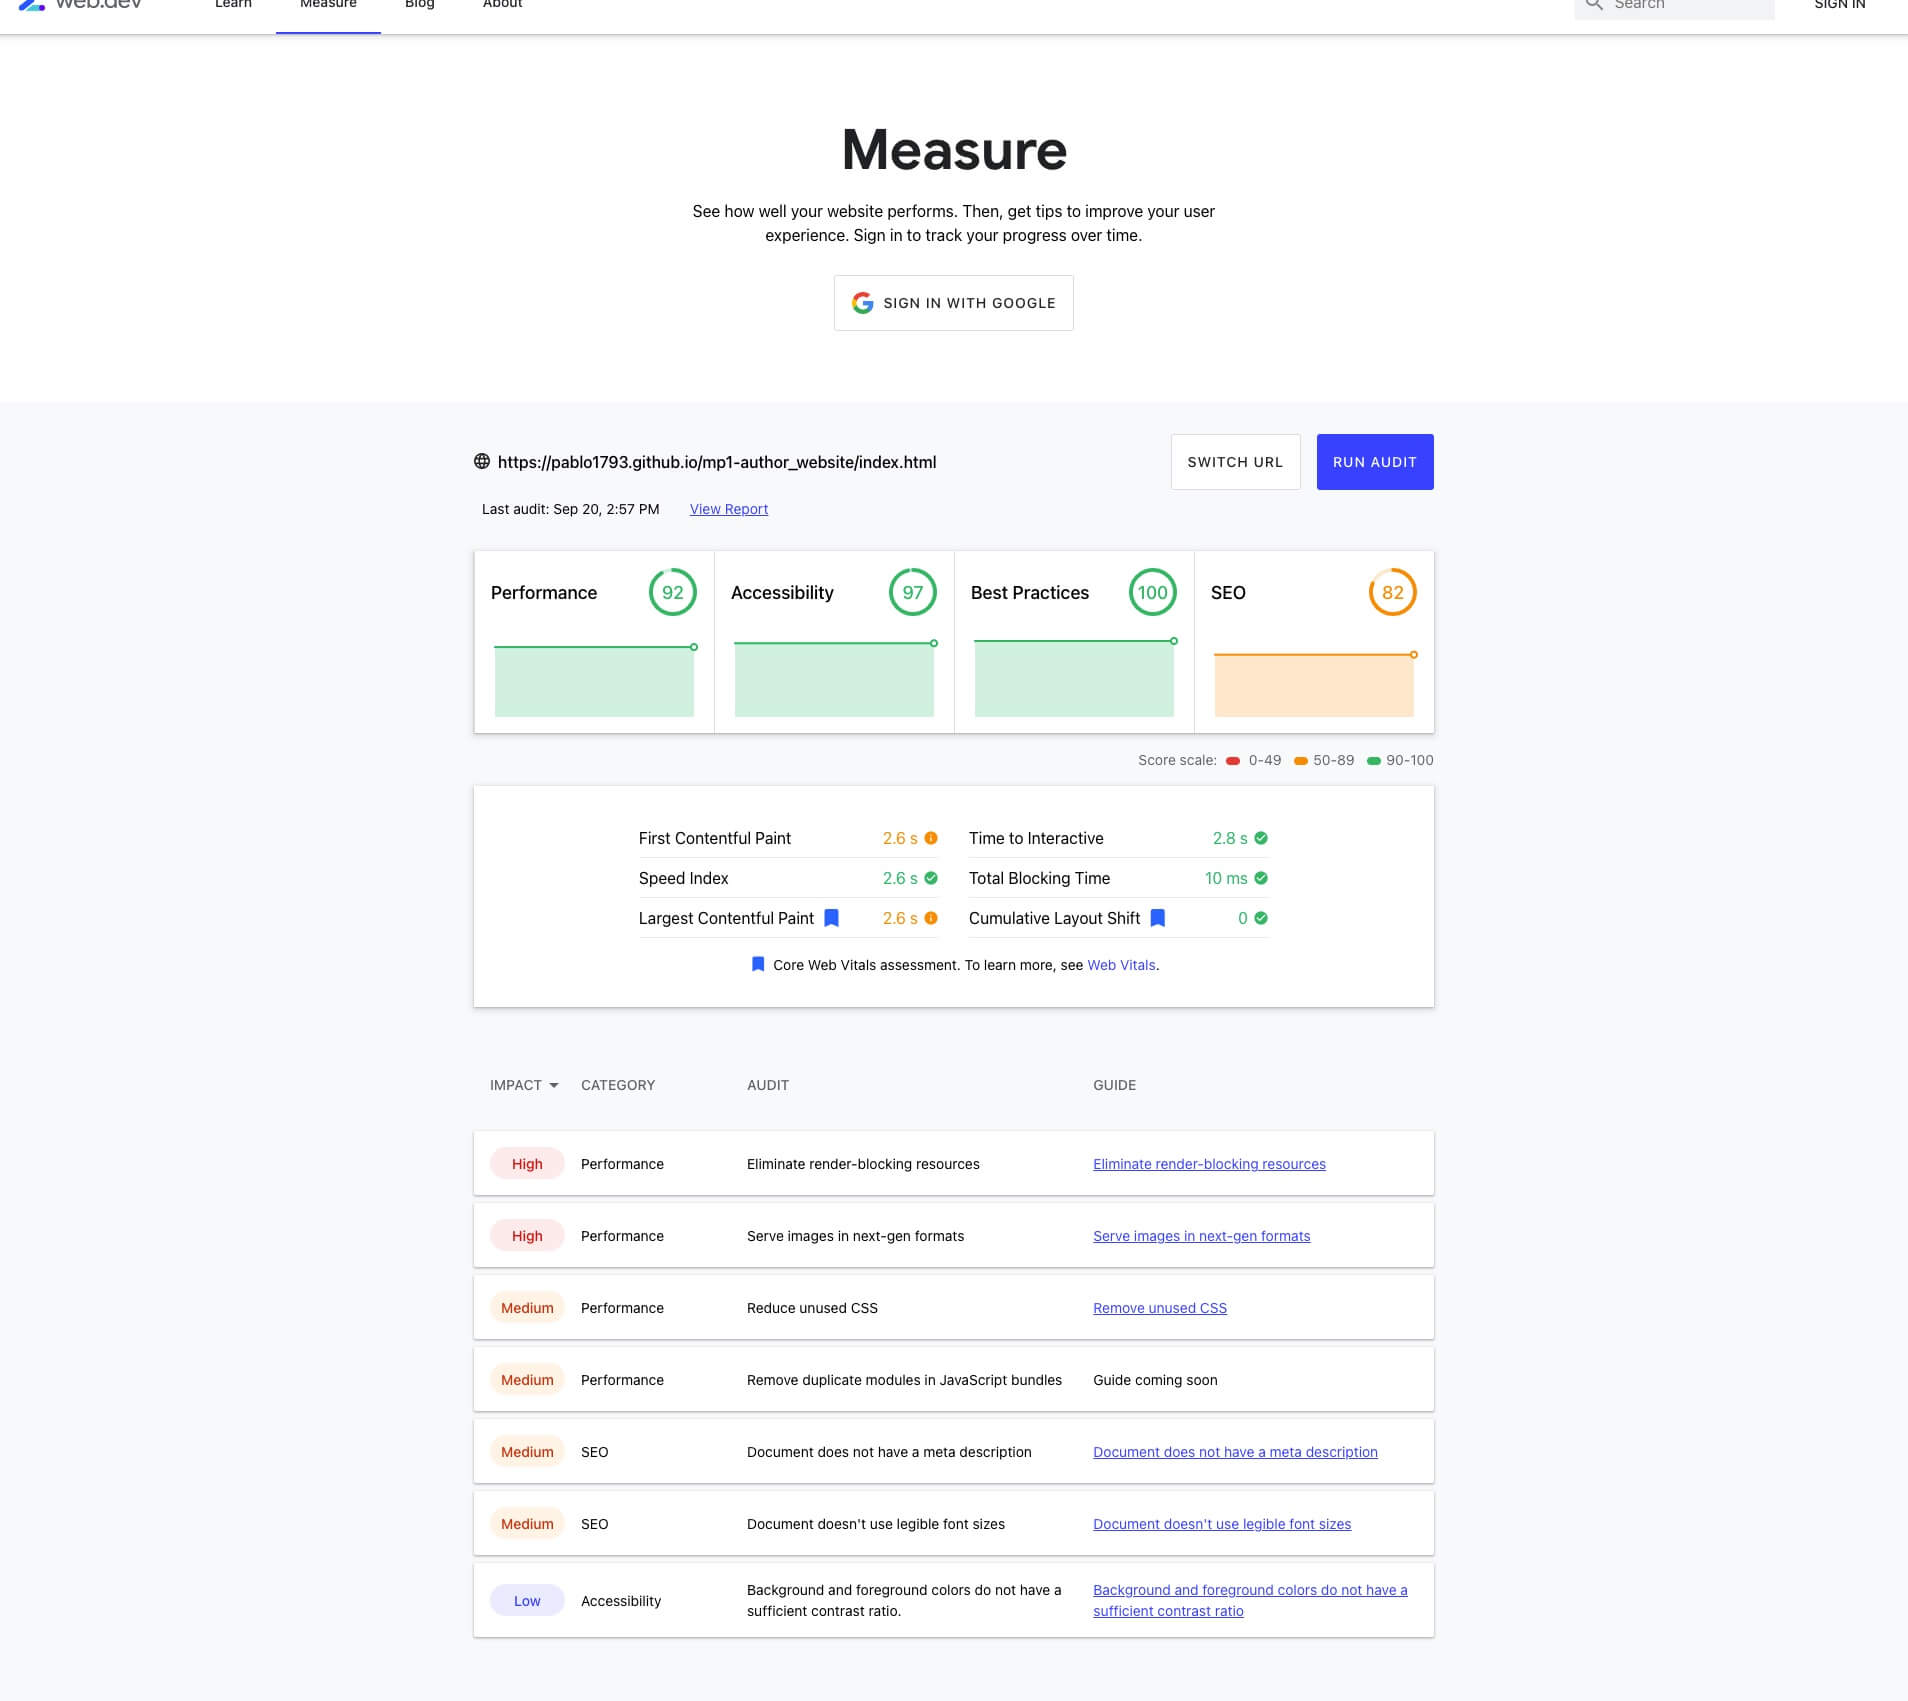 web.dev
Learn
Measure
Blog
About
Search
SIGN IN
Measure
See how well your website performs. Then, get tips to improve your user
experience. Sign in to track your progress over time.
SIGN IN WITH GOOGLE
https://pablo1793.github.io/mp1-author_website/index.html
SWITCH URL
RUN AUDIT
Last audit: Sep 20, 2:57 PM
View Report
Performance 92
Accessibility 97
Best Practices 100
SEO 82
Score scale: 0-49 50-89 90-100
First Contentful Paint 2.6 s
Time to Interactive 2.8 s
Speed Index 2.6 s
Total Blocking Time 10 ms
Largest Contentful Paint 2.6 s
Cumulative Layout Shift 0
Core Web Vitals assessment. To learn more, see Web Vitals.
IMPACT CATEGORY AUDIT GUIDE
High Performance Eliminate render-blocking resources Eliminate render-blocking resources
High Performance Serve images in next-gen formats Serve images in next-gen formats
Medium Performance Reduce unused CSS Remove unused CSS
Medium Performance Remove duplicate modules in JavaScript bundles Guide coming soon
Medium SEO Document does not have a meta description Document does not have a meta description
Medium SEO Document doesn't use legible font sizes Document doesn't use legible font sizes
Low Accessibility
Background and foreground colors do not have a
sufficient contrast ratio.
Background and foreground colors do not have a
sufficient contrast ratio